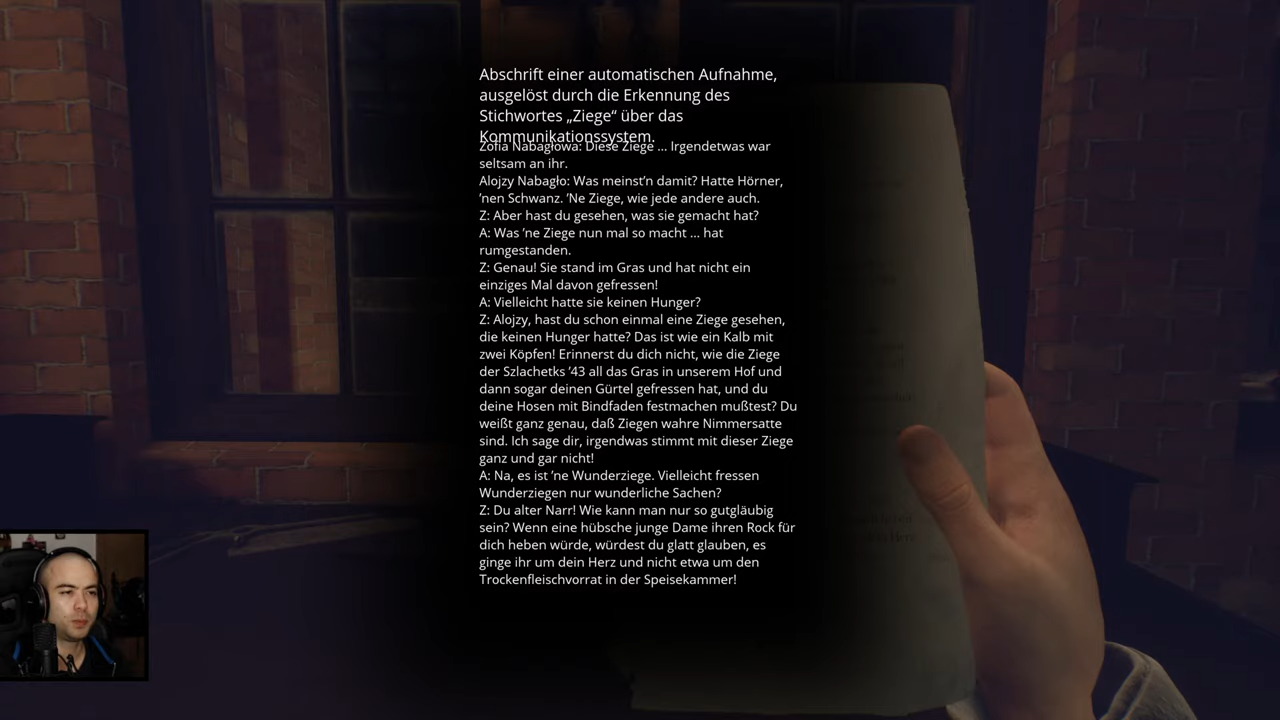 Abschrift einer automatischen Aufnahme,
ausgelöst durch die Erkennung des
Stichwortes „Ziege“ über das
Kommunikationssystem.
Zofia Nabagłowa: Diese Ziege ... Irgendetwas war
seltsam an ihr.
Alojzy Nabagło: Was meinst’n damit? Hatte Hörner,
’nen Schwanz. ’Ne Ziege, wie jede andere auch.
Z: Aber hast du gesehen, was sie gemacht hat?
A: Was ’ne Ziege nun mal so macht ... hat
rumgestanden.
Z: Genau! Sie stand im Gras und hat nicht ein
einziges Mal davon gefressen!
A: Vielleicht hatte sie keinen Hunger?
Z: Alojzy, hast du schon einmal eine Ziege gesehen,
die keinen Hunger hatte? Das ist wie ein Kalb mit
zwei Köpfen! Erinnerst du dich nicht, wie die Ziege
der Szlachetks ’43 all das Gras in unserem Hof und
dann sogar deinen Gürtel gefressen hat, und du
deine Hosen mit Bindfaden festmachen mußtest? Du
weißt ganz genau, daß Ziegen wahre Nimmersatte
sind. Ich sage dir, irgendwas stimmt mit dieser Ziege
ganz und gar nicht!
A: Na, es ist ’ne Wunderziege. Vielleicht fressen
Wunderziegen nur wunderliche Sachen?
Z: Du alter Narr! Wie kann man nur so gutgläubig
sein? Wenn eine hübsche junge Dame ihren Rock für
dich heben würde, würdest du glatt glauben, es
ginge ihr um dein Herz und nicht etwa um den
Trockenfleischvorrat in der Speisekammer!